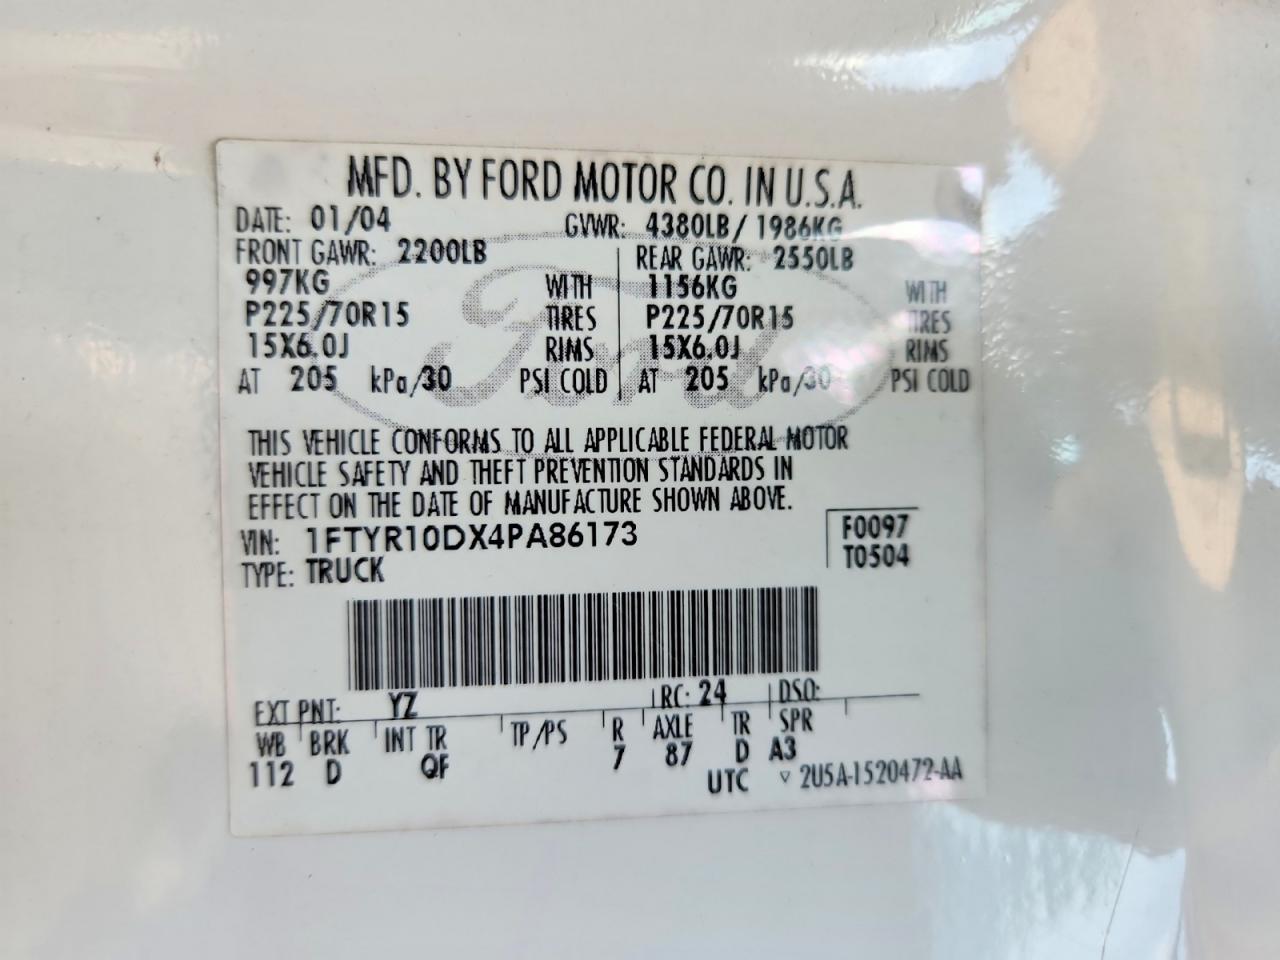 MFD. BY FORD MOTOR CO. IN U.S.A.
DATE: 01/04 GVWR: 4380LB/ 1986KG
FRONT GAWR: 2200LB REAR GAWR: 2550LB
997KG WITH 1156KG WITH
P225/70R15 TIRES P225/70R15 TIRES
15X6.0J RIMS 15X6.0J RIMS
AT 205 kPa/30 PSI COLD AT 205 kPa/30 PSI COLD
Ford
THIS VEHICLE CONFORMS TO ALL APPLICABLE FEDERAL MOTOR
VEHICLE SAFETY AND THEFT PREVENTION STANDARDS IN
EFFECT ON THE DATE OF MANUFACTURE SHOWN ABOVE.
VIN: 1FTYR10DX4PA86173 F0097
TYPE: TRUCK T0504
EXT PNT: YZ RC: 24 DSO:
WB BRK INT TR TP/PS R AXLE TR SPR
112 D QF 7 87 D A3
UTC ▽ 2U5A-1520472-AA